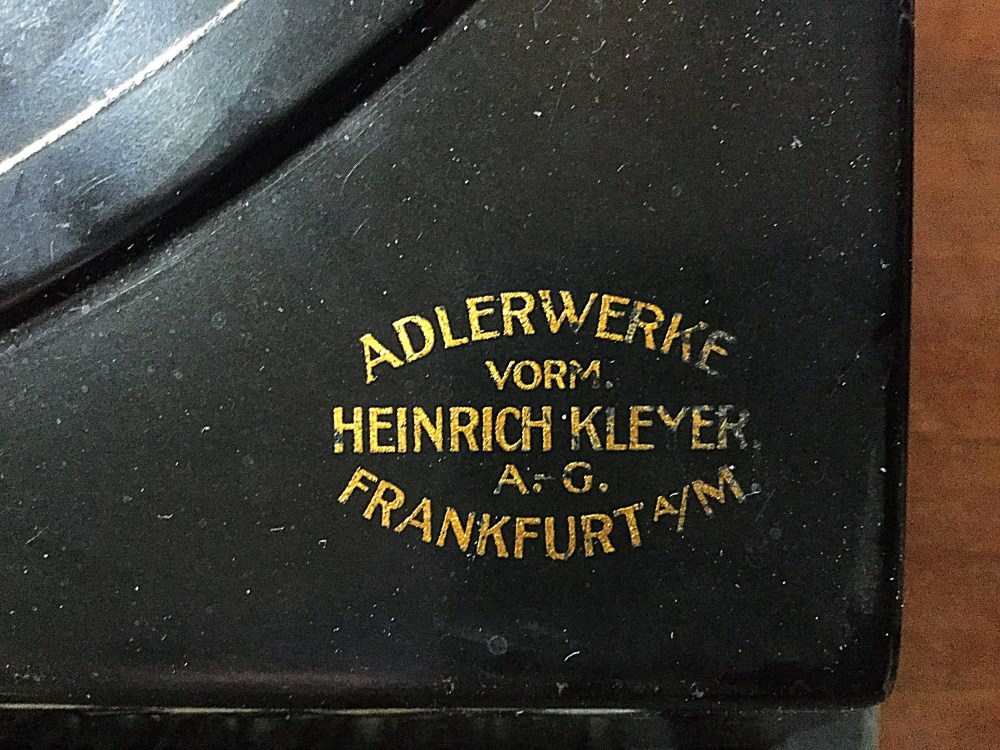 ADLERWERKE
VORM.
HEINRICH KLEYER.
A.-G.
FRANKFURT A/M.